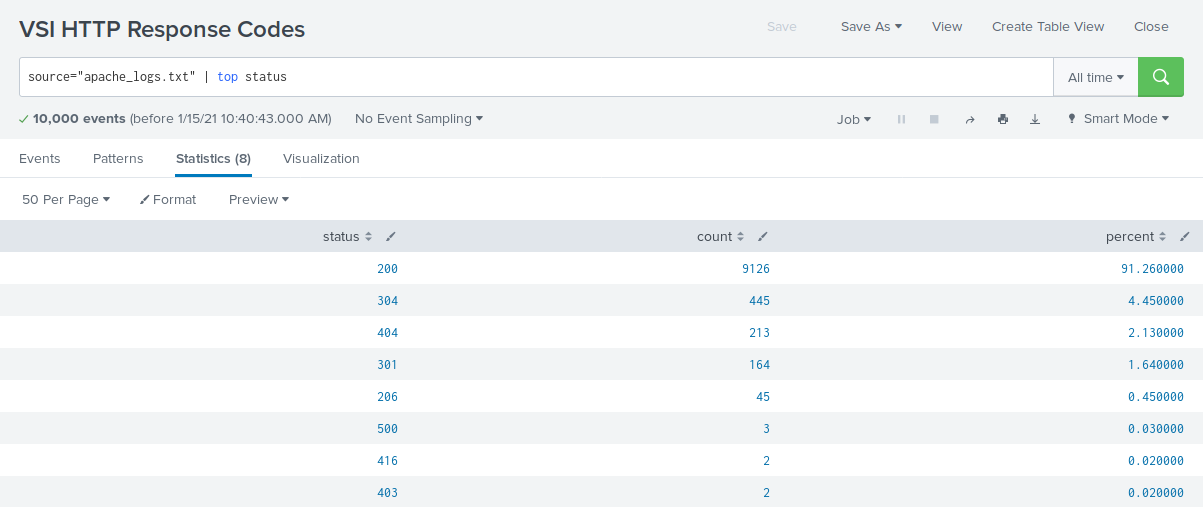 VSI HTTP Response Codes
Save Save As View Create Table View Close
source="apache_logs.txt" | top status
All time
10,000 events (before 1/15/21 10:40:43.000 AM) No Event Sampling
Job Smart Mode
Events Patterns Statistics (8) Visualization
50 Per Page Format Preview
status count percent
200 9126 91.260000
304 445 4.450000
404 213 2.130000
301 164 1.640000
206 45 0.450000
500 3 0.030000
416 2 0.020000
403 2 0.020000